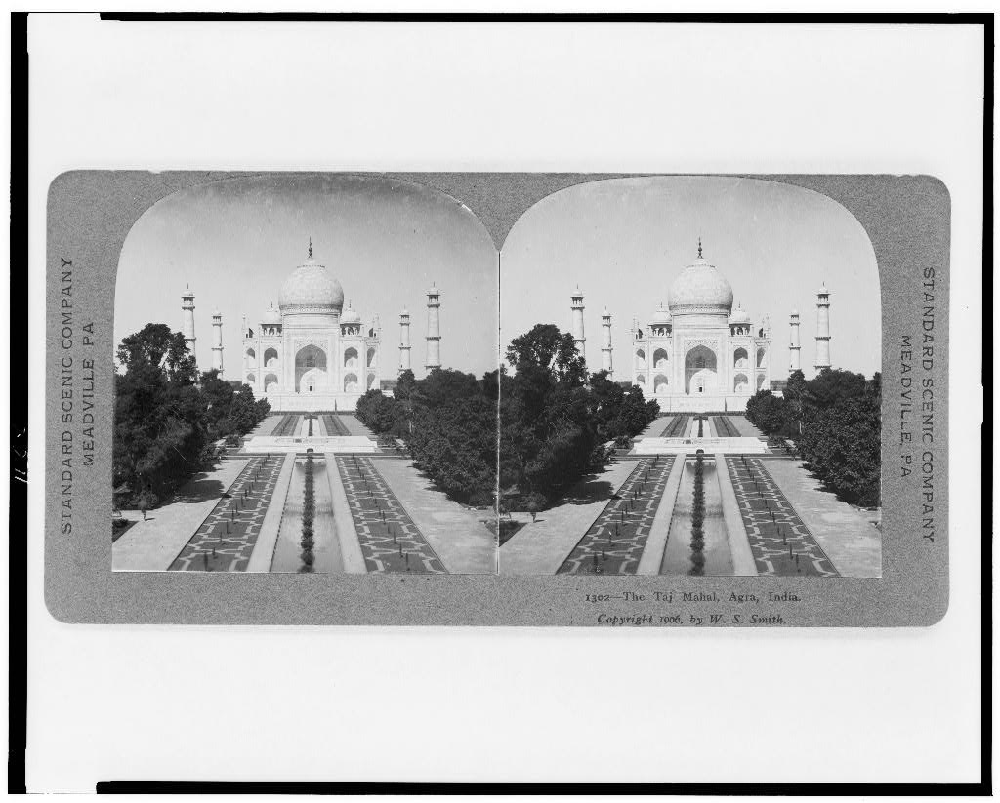 STANDARD SCENIC COMPANY
MEADVILLE, PA
STANDARD SCENIC COMPANY
MEADVILLE, PA
1302—The Taj Mahal, Agra, India.
Copyright 1906, by W. S. Smith.